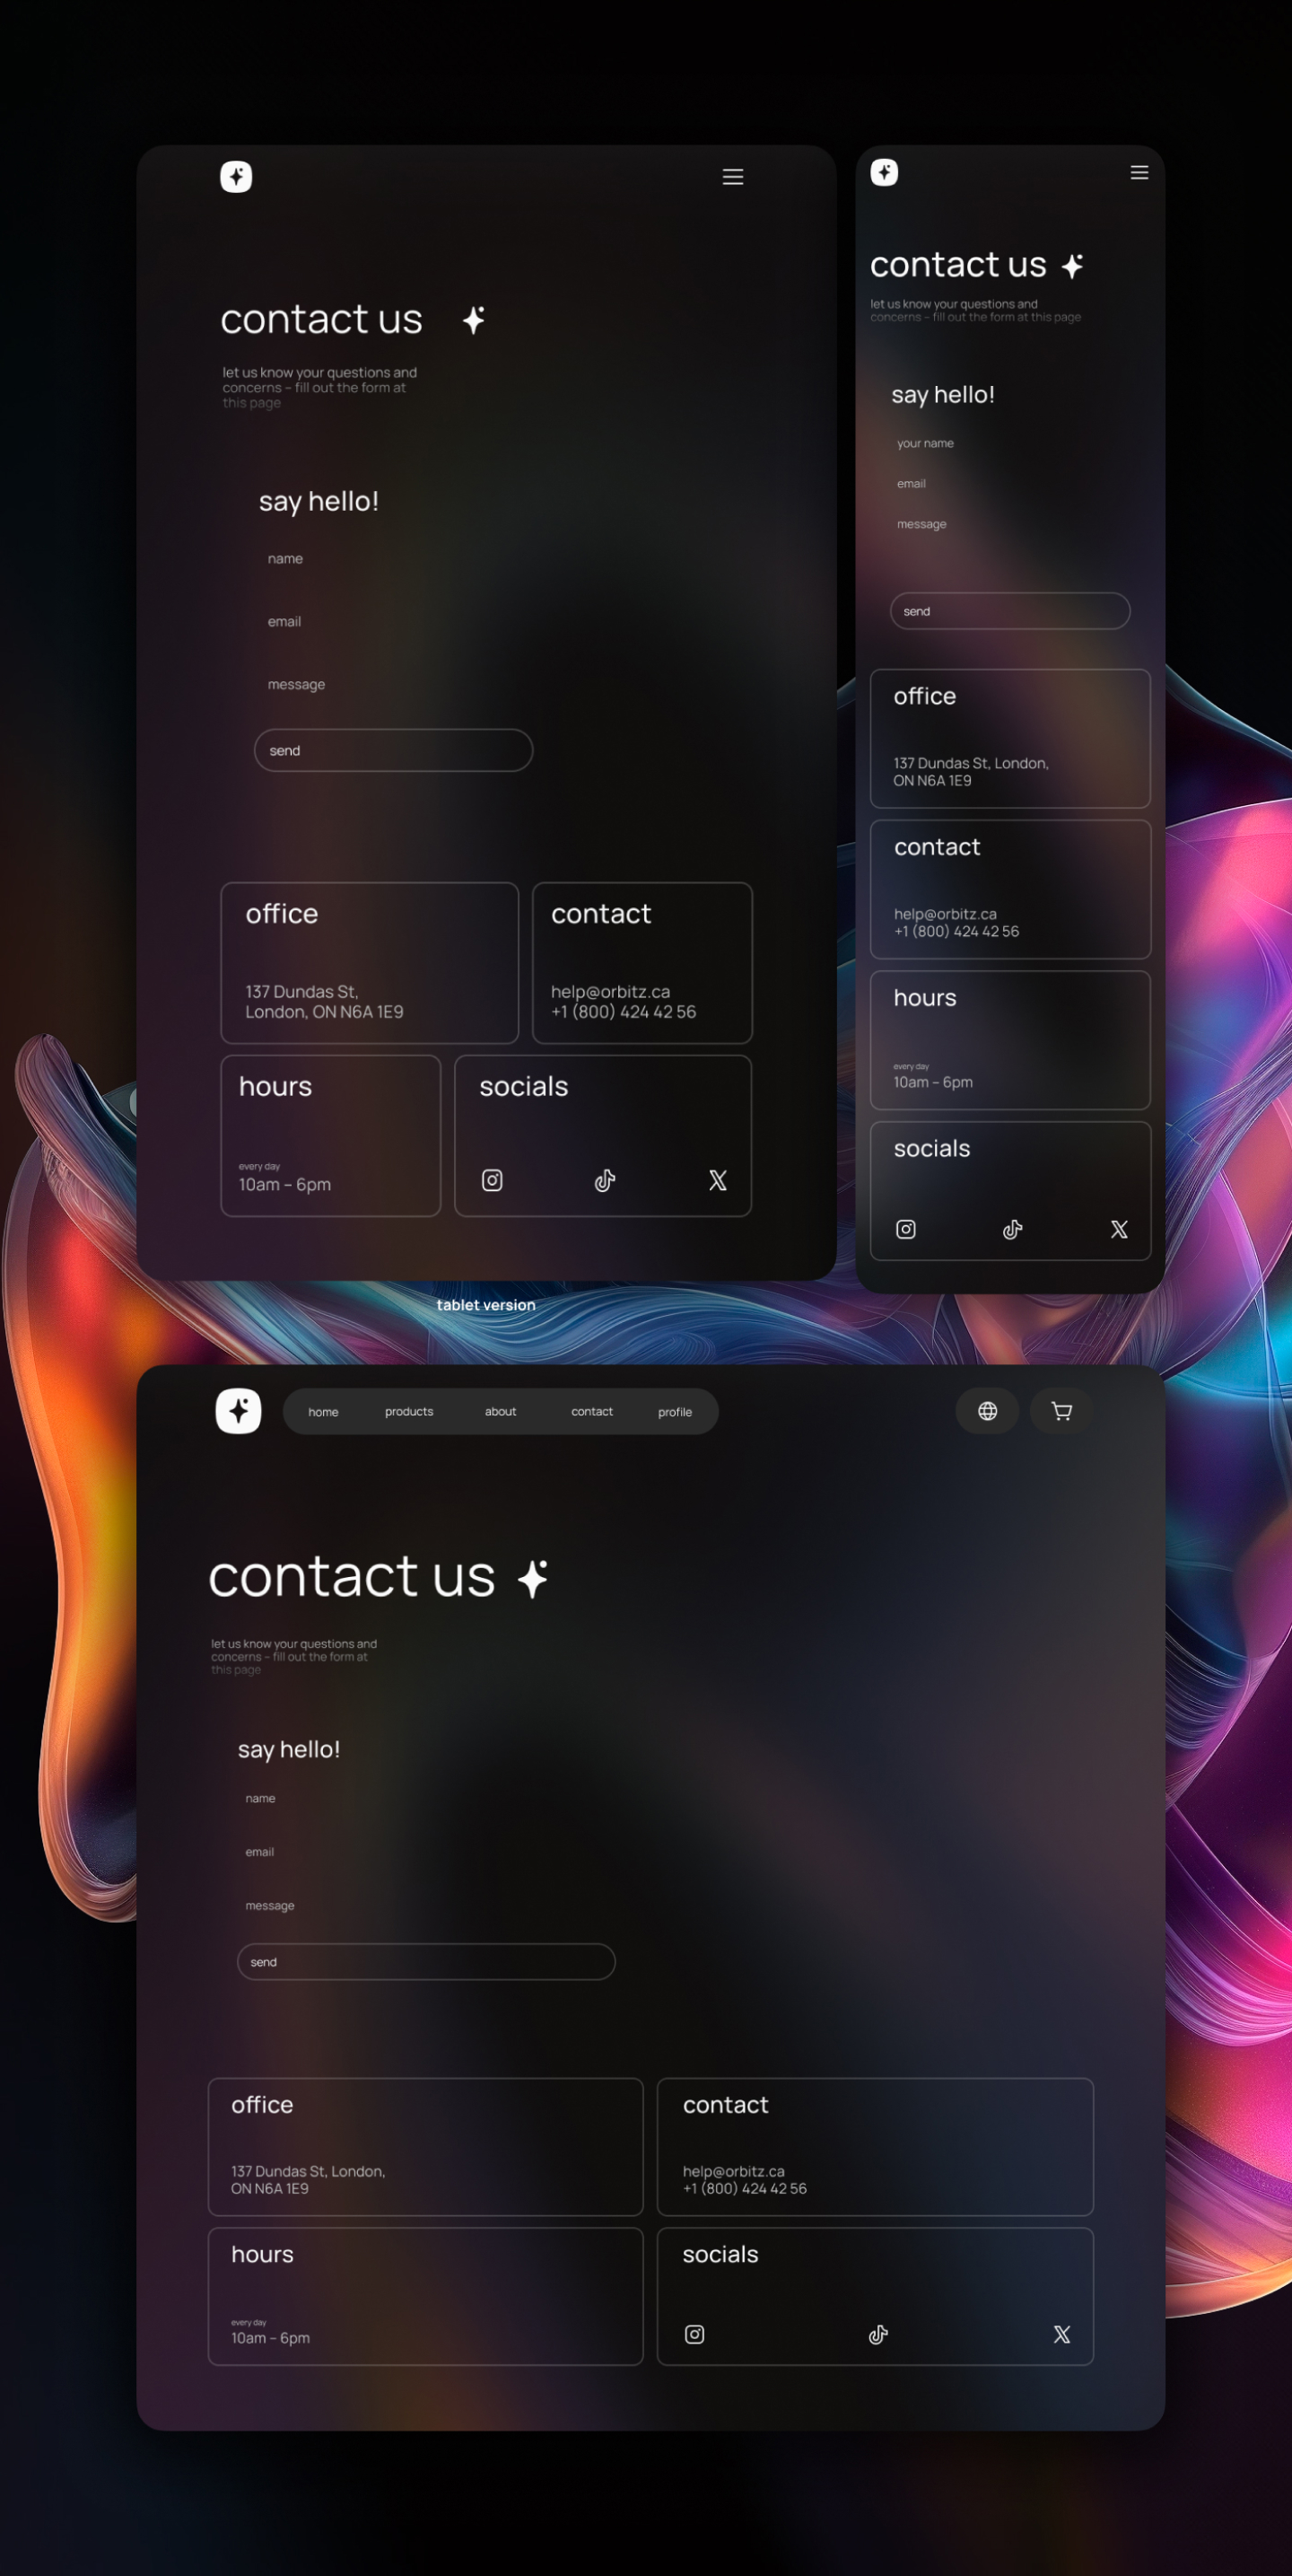 contact us
let us know your questions and
concerns – fill out the form at
this page
say hello!
name
email
message
send
office
137 Dundas St,
London, ON N6A 1E9
contact
help@orbitz.ca
+1 (800) 424 42 56
hours
every day
10am – 6pm
socials
tablet version
contact us
let us know your questions and
concerns – fill out the form at this page
say hello!
your name
email
message
send
office
137 Dundas St, London,
ON N6A 1E9
contact
help@orbitz.ca
+1 (800) 424 42 56
hours
every day
10am – 6pm
socials
home products about contact profile
contact us
let us know your questions and
concerns – fill out the form at
this page
say hello!
name
email
message
send
office
137 Dundas St, London,
ON N6A 1E9
contact
help@orbitz.ca
+1 (800) 424 42 56
hours
every day
10am – 6pm
socials